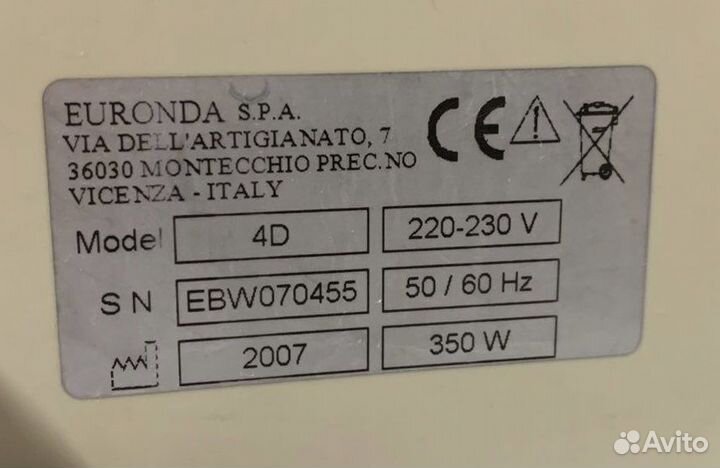 EURONDA S.P.A.
VIA DELL'ARTIGIANATO, 7
36030 MONTECCHIO PREC.NO
VICENZA - ITALY
CE
Model 4D 220-230 V
S N EBW070455 50 / 60 Hz
2007 350 W
Avito